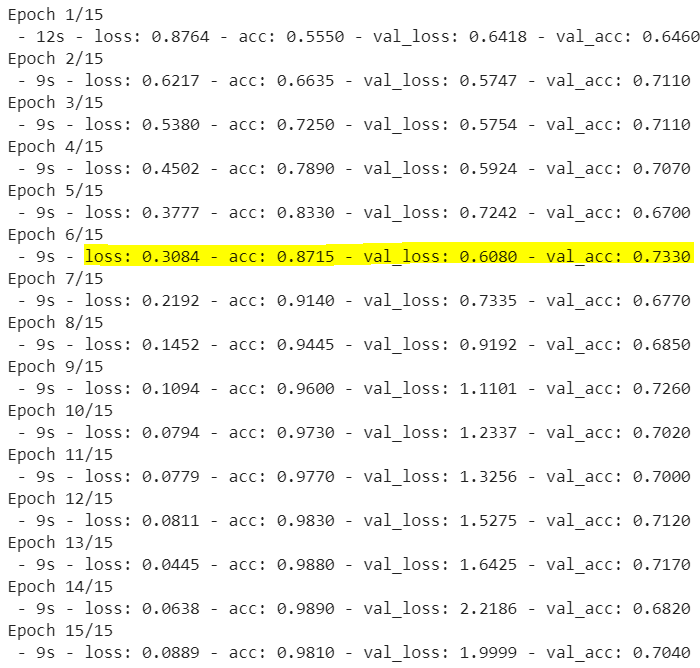 Epoch 1/15
- 12s - loss: 0.8764 - acc: 0.5550 - val_loss: 0.6418 - val_acc: 0.6460
Epoch 2/15
- 9s - loss: 0.6217 - acc: 0.6635 - val_loss: 0.5747 - val_acc: 0.7110
Epoch 3/15
- 9s - loss: 0.5380 - acc: 0.7250 - val_loss: 0.5754 - val_acc: 0.7110
Epoch 4/15
- 9s - loss: 0.4502 - acc: 0.7890 - val_loss: 0.5924 - val_acc: 0.7070
Epoch 5/15
- 9s - loss: 0.3777 - acc: 0.8330 - val_loss: 0.7242 - val_acc: 0.6700
Epoch 6/15
- 9s - loss: 0.3084 - acc: 0.8715 - val_loss: 0.6080 - val_acc: 0.7330
Epoch 7/15
- 9s - loss: 0.2192 - acc: 0.9140 - val_loss: 0.7335 - val_acc: 0.6770
Epoch 8/15
- 9s - loss: 0.1452 - acc: 0.9445 - val_loss: 0.9192 - val_acc: 0.6850
Epoch 9/15
- 9s - loss: 0.1094 - acc: 0.9600 - val_loss: 1.1101 - val_acc: 0.7260
Epoch 10/15
- 9s - loss: 0.0794 - acc: 0.9730 - val_loss: 1.2337 - val_acc: 0.7020
Epoch 11/15
- 9s - loss: 0.0779 - acc: 0.9770 - val_loss: 1.3256 - val_acc: 0.7000
Epoch 12/15
- 9s - loss: 0.0811 - acc: 0.9830 - val_loss: 1.5275 - val_acc: 0.7120
Epoch 13/15
- 9s - loss: 0.0445 - acc: 0.9880 - val_loss: 1.6425 - val_acc: 0.7170
Epoch 14/15
- 9s - loss: 0.0638 - acc: 0.9890 - val_loss: 2.2186 - val_acc: 0.6820
Epoch 15/15
- 9s - loss: 0.0889 - acc: 0.9810 - val_loss: 1.9999 - val_acc: 0.7040